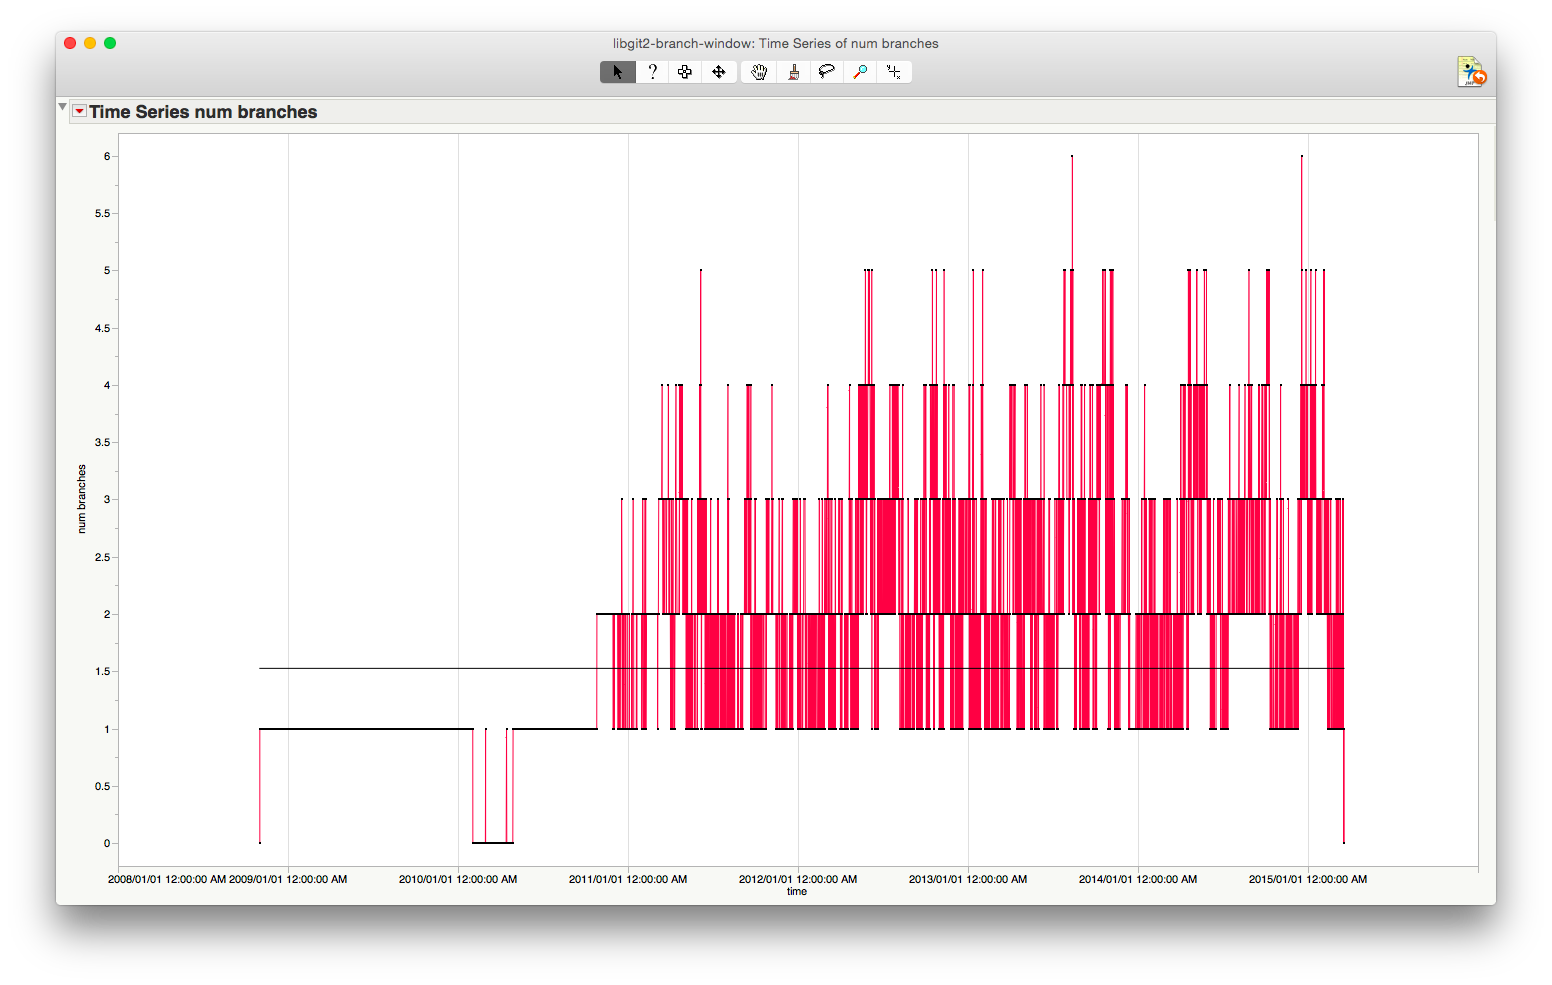 libgit2-branch-window: Time Series of num branches
?
JMP
Time Series num branches
6
5.5
5
4.5
4
3.5
3
2.5
2
1.5
1
0.5
0
num branches
2008/01/01 12:00:00 AM 2009/01/01 12:00:00 AM 2010/01/01 12:00:00 AM 2011/01/01 12:00:00 AM 2012/01/01 12:00:00 AM 2013/01/01 12:00:00 AM 2014/01/01 12:00:00 AM 2015/01/01 12:00:00 AM
time